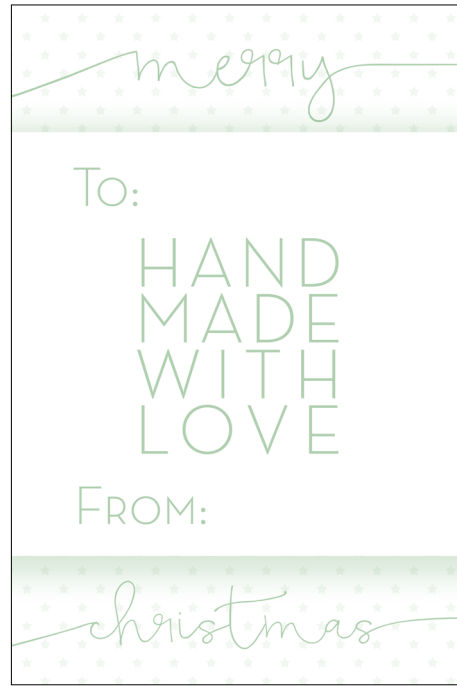 merry
To:
HAND
MADE
WITH
LOVE
From:
christmas